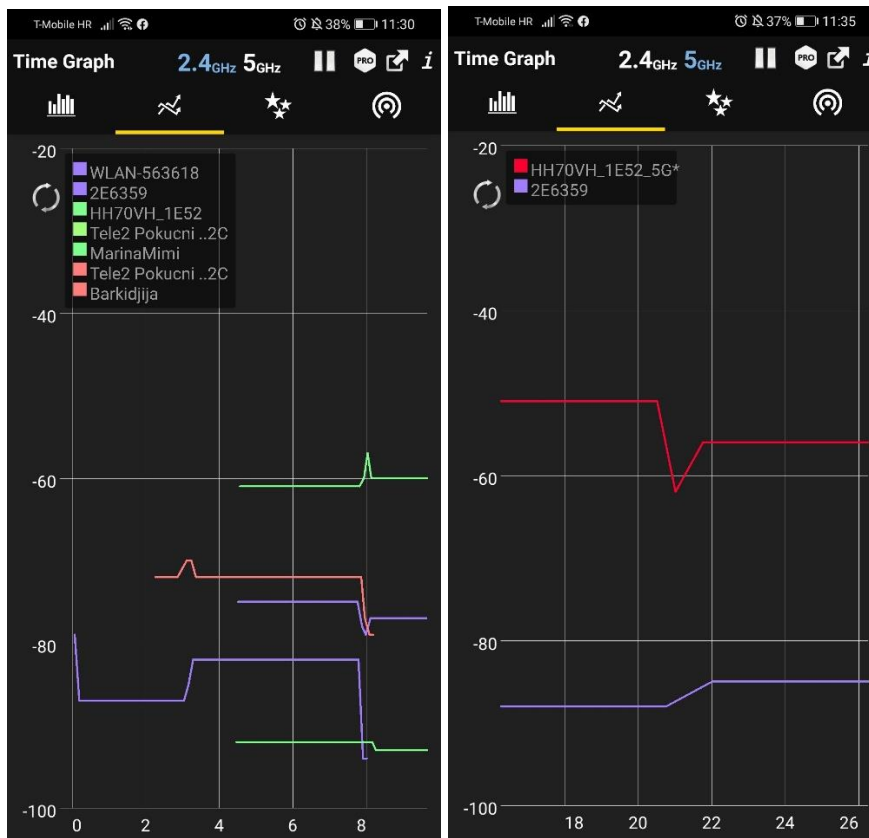 T-Mobile HR 38% 11:30
Time Graph 2.4GHz 5GHz PRO i
-20
WLAN-563618
2E6359
HH70VH_1E52
Tele2 Pokucni ..2C
MarinaMimi
Tele2 Pokucni ..2C
Barkidjija
-40
-60
-80
-100
0 2 4 6 8
T-Mobile HR 37% 11:35
Time Graph 2.4GHz 5GHz PRO i
-20
HH70VH_1E52_5G*
2E6359
-40
-60
-80
-100
18 20 22 24 26